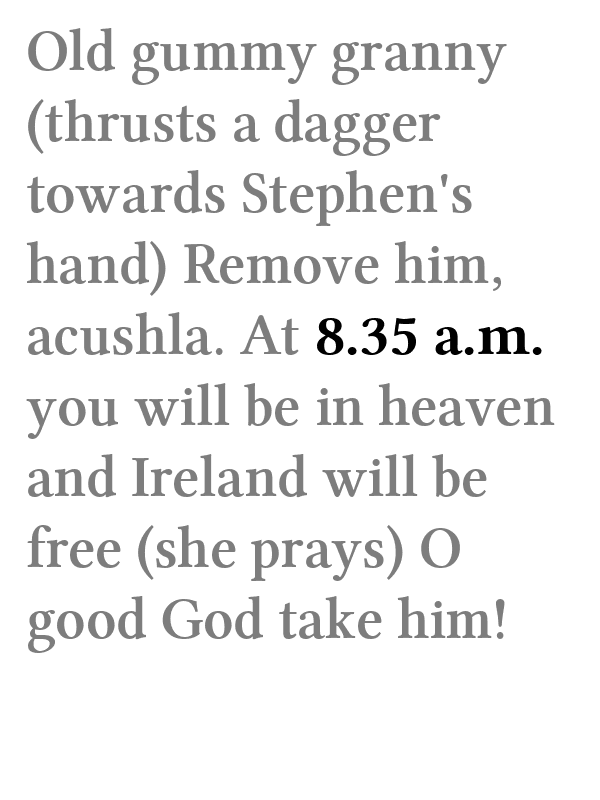 Old gummy granny
(thrusts a dagger
towards Stephen's
hand) Remove him,
acushla. At 8.35 a.m.
you will be in heaven
and Ireland will be
free (she prays) O
good God take him!